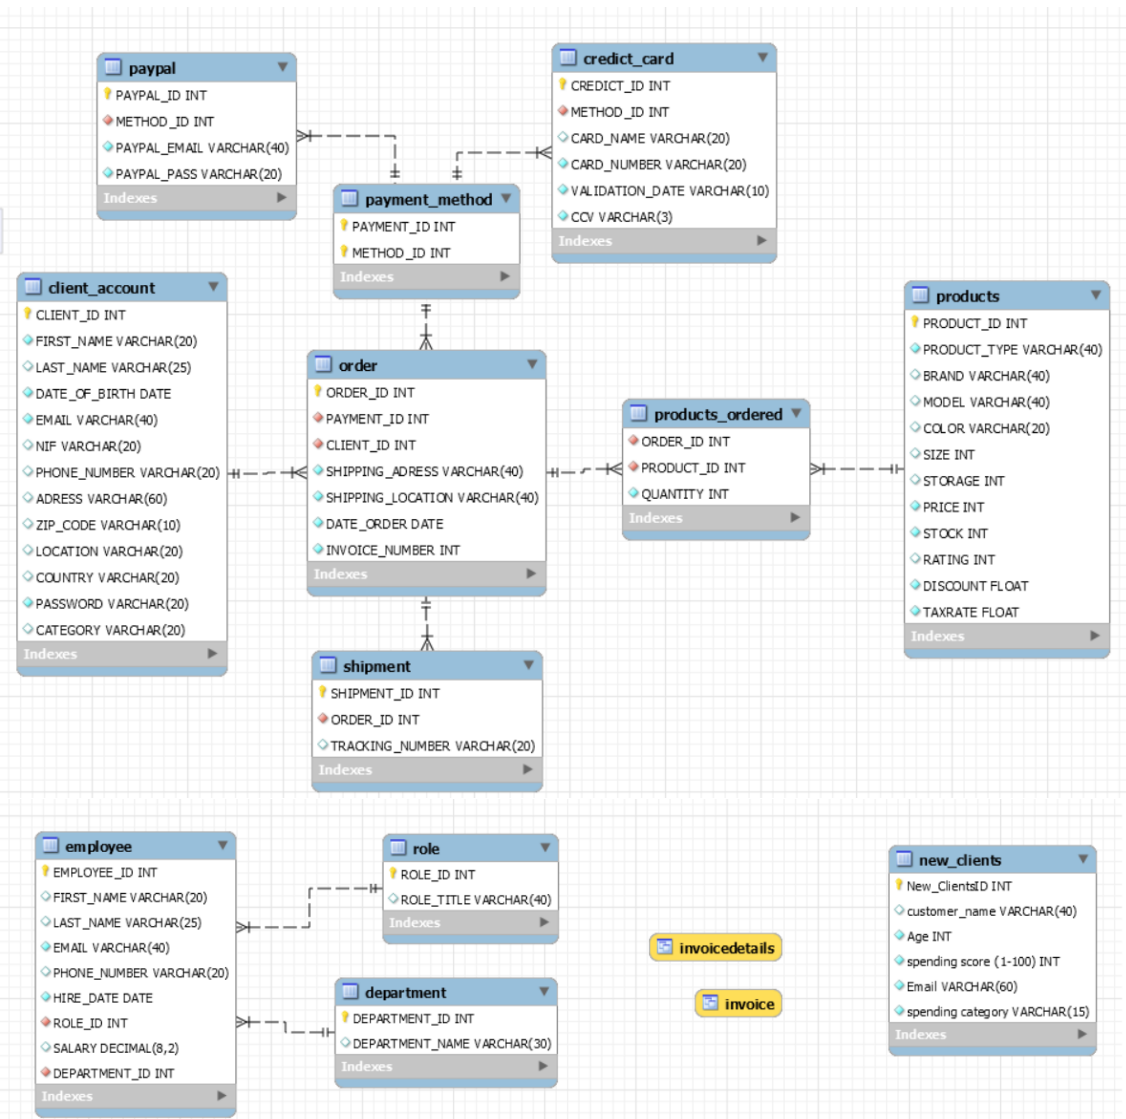 paypal
PAYPAL_ID INT
METHOD_ID INT
PAYPAL_EMAIL VARCHAR(40)
PAYPAL_PASS VARCHAR(20)
Indexes
credict_card
CREDICT_ID INT
METHOD_ID INT
CARD_NAME VARCHAR(20)
CARD_NUMBER VARCHAR(20)
VALIDATION_DATE VARCHAR(10)
CCV VARCHAR(3)
Indexes
payment_method
PAYMENT_ID INT
METHOD_ID INT
Indexes
client_account
CLIENT_ID INT
FIRST_NAME VARCHAR(20)
LAST_NAME VARCHAR(25)
DATE_OF_BIRTH DATE
EMAIL VARCHAR(40)
NIF VARCHAR(20)
PHONE_NUMBER VARCHAR(20)
ADRESS VARCHAR(60)
ZIP_CODE VARCHAR(10)
LOCATION VARCHAR(20)
COUNTRY VARCHAR(20)
PASSWORD VARCHAR(20)
CATEGORY VARCHAR(20)
Indexes
order
ORDER_ID INT
PAYMENT_ID INT
CLIENT_ID INT
SHIPPING_ADRESS VARCHAR(40)
SHIPPING_LOCATION VARCHAR(40)
DATE_ORDER DATE
INVOICE_NUMBER INT
Indexes
products_ordered
ORDER_ID INT
PRODUCT_ID INT
QUANTITY INT
Indexes
products
PRODUCT_ID INT
PRODUCT_TYPE VARCHAR(40)
BRAND VARCHAR(40)
MODEL VARCHAR(40)
COLOR VARCHAR(20)
SIZE INT
STORAGE INT
PRICE INT
STOCK INT
RATING INT
DISCOUNT FLOAT
TAXRATE FLOAT
Indexes
shipment
SHIPMENT_ID INT
ORDER_ID INT
TRACKING_NUMBER VARCHAR(20)
Indexes
employee
EMPLOYEE_ID INT
FIRST_NAME VARCHAR(20)
LAST_NAME VARCHAR(25)
EMAIL VARCHAR(40)
PHONE_NUMBER VARCHAR(20)
HIRE_DATE DATE
ROLE_ID INT
SALARY DECIMAL(8,2)
DEPARTMENT_ID INT
Indexes
role
ROLE_ID INT
ROLE_TITLE VARCHAR(40)
Indexes
department
DEPARTMENT_ID INT
DEPARTMENT_NAME VARCHAR(30)
Indexes
invoicedetails
invoice
new_clients
New_ClientsID INT
customer_name VARCHAR(40)
Age INT
spending score (1-100) INT
Email VARCHAR(60)
spending category VARCHAR(15)
Indexes